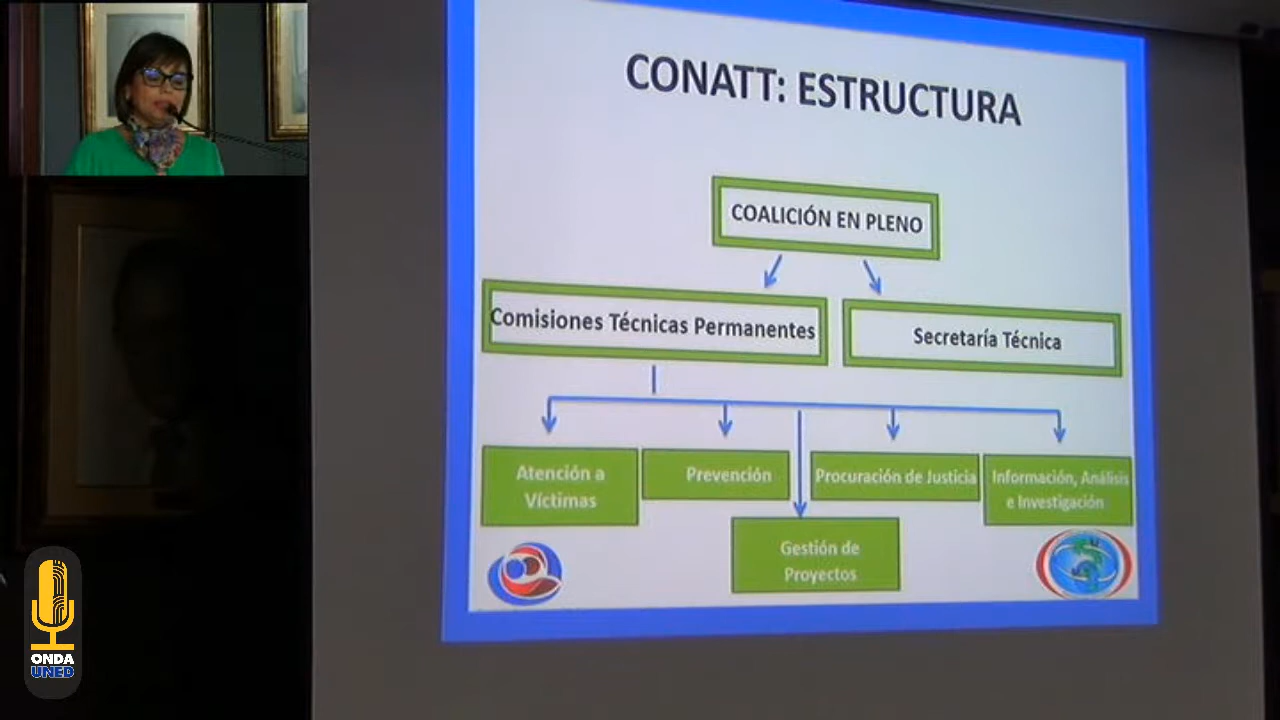 CONATT: ESTRUCTURA
COALICIÓN EN PLENO
Comisiones Técnicas Permanentes
Secretaría Técnica
Atención a
Víctimas
Prevención
Procuración de Justicia
Información, Análisis
e Investigación
Gestión de
Proyectos
ONDA
UNED